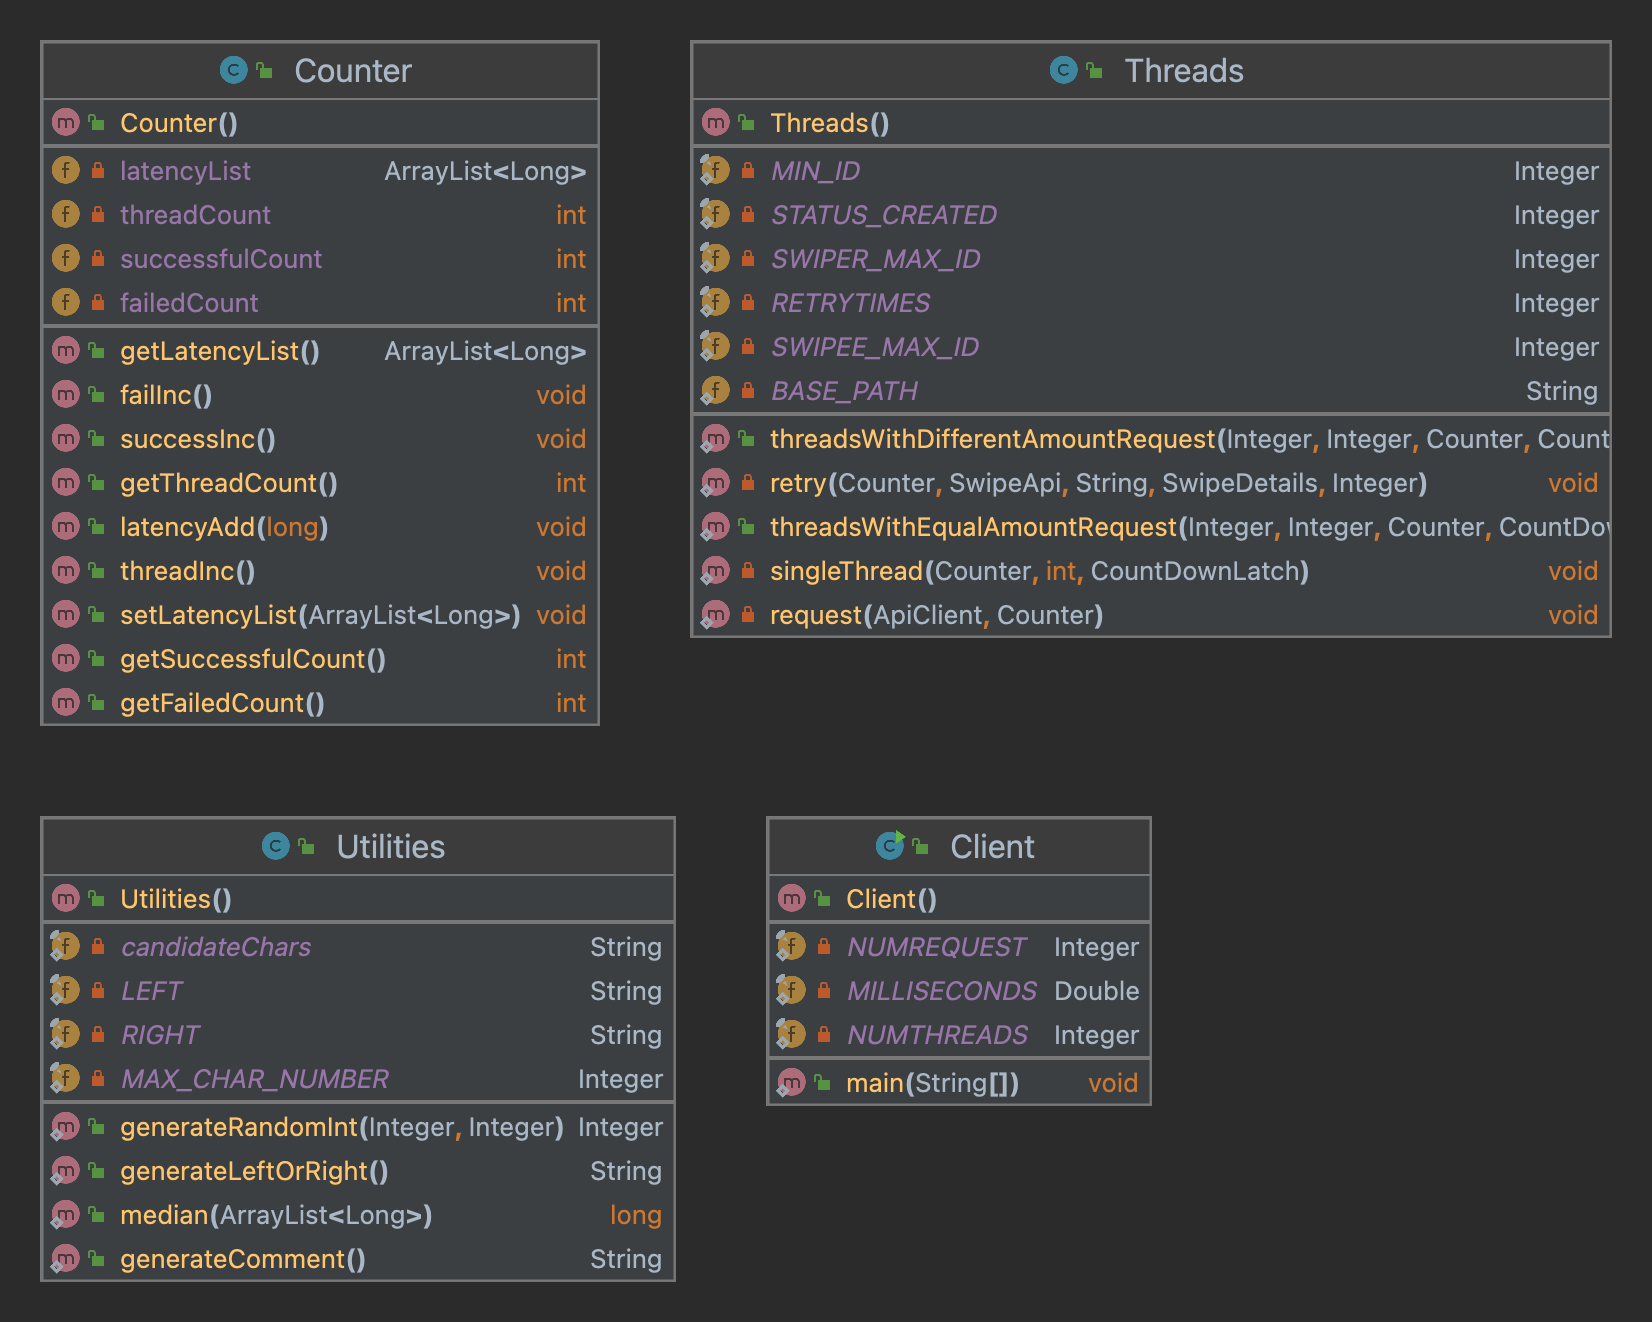 Counter
Counter()
latencyList ArrayList<Long>
threadCount int
successfulCount int
failedCount int
getLatencyList() ArrayList<Long>
failInc() void
successInc() void
getThreadCount() int
latencyAdd(long) void
threadInc() void
setLatencyList(ArrayList<Long>) void
getSuccessfulCount() int
getFailedCount() int
Threads
Threads()
MIN_ID Integer
STATUS_CREATED Integer
SWIPER_MAX_ID Integer
RETRYTIMES Integer
SWIPEE_MAX_ID Integer
BASE_PATH String
threadsWithDifferentAmountRequest(Integer, Integer, Counter, Count
retry(Counter, SwipeApi, String, SwipeDetails, Integer) void
threadsWithEqualAmountRequest(Integer, Integer, Counter, CountDow
singleThread(Counter, int, CountDownLatch) void
request(ApiClient, Counter) void
Utilities
Utilities()
candidateChars String
LEFT String
RIGHT String
MAX_CHAR_NUMBER Integer
generateRandomInt(Integer, Integer) Integer
generateLeftOrRight() String
median(ArrayList<Long>) long
generateComment() String
Client
Client()
NUMREQUEST Integer
MILLISECONDS Double
NUMTHREADS Integer
main(String[]) void